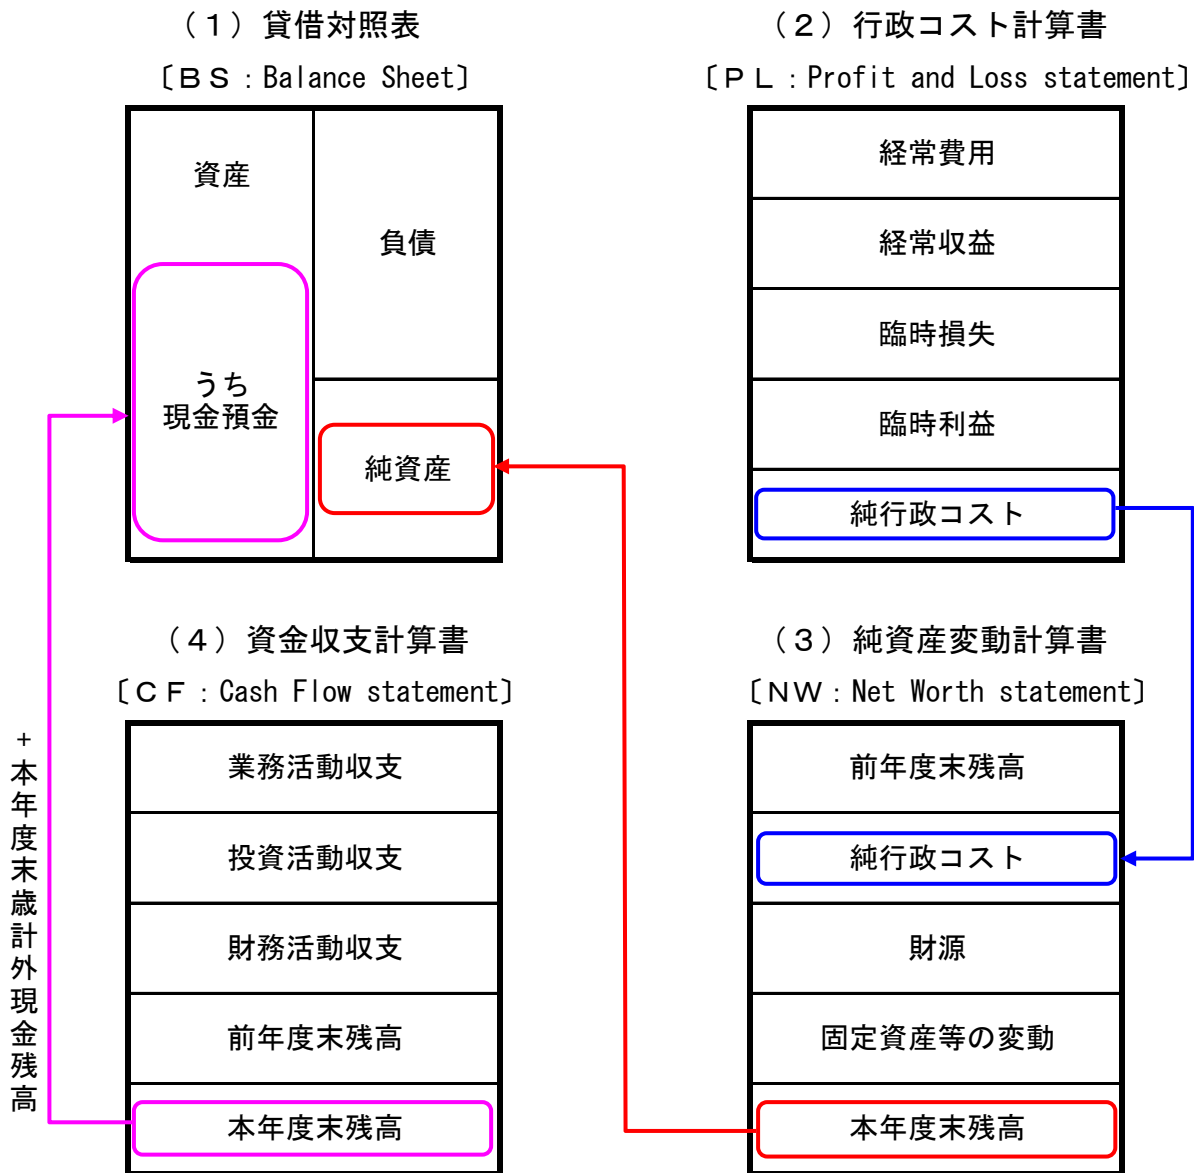 （１）貸借対照表
〔ＢＳ：Balance Sheet〕
資産
負債
うち
現金預金
純資産
（２）行政コスト計算書
〔ＰＬ：Profit and Loss statement〕
経常費用
経常収益
臨時損失
臨時利益
純行政コスト
（４）資金収支計算書
〔ＣＦ：Cash Flow statement〕
業務活動収支
投資活動収支
財務活動収支
前年度末残高
本年度末残高
+本年度末歳計外現金残高
（３）純資産変動計算書
〔ＮＷ：Net Worth statement〕
前年度末残高
純行政コスト
財源
固定資産等の変動
本年度末残高